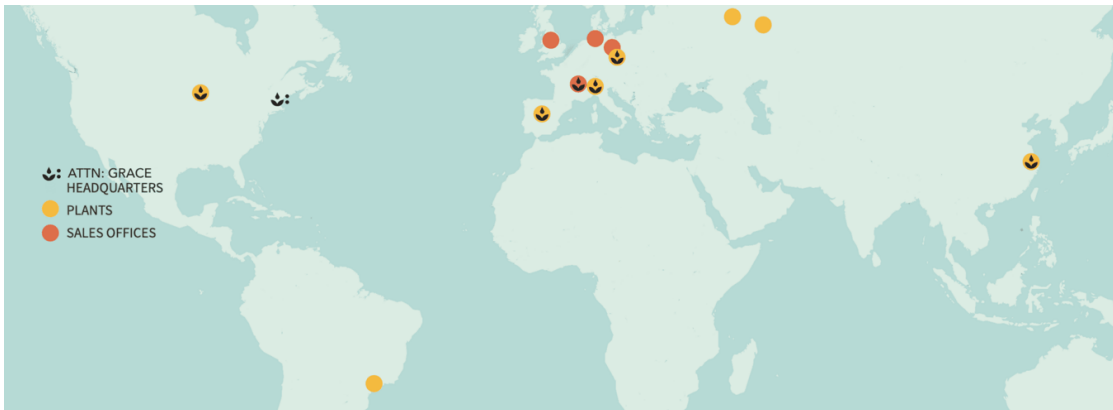 ATTN: GRACE
HEADQUARTERS
PLANTS
SALES OFFICES